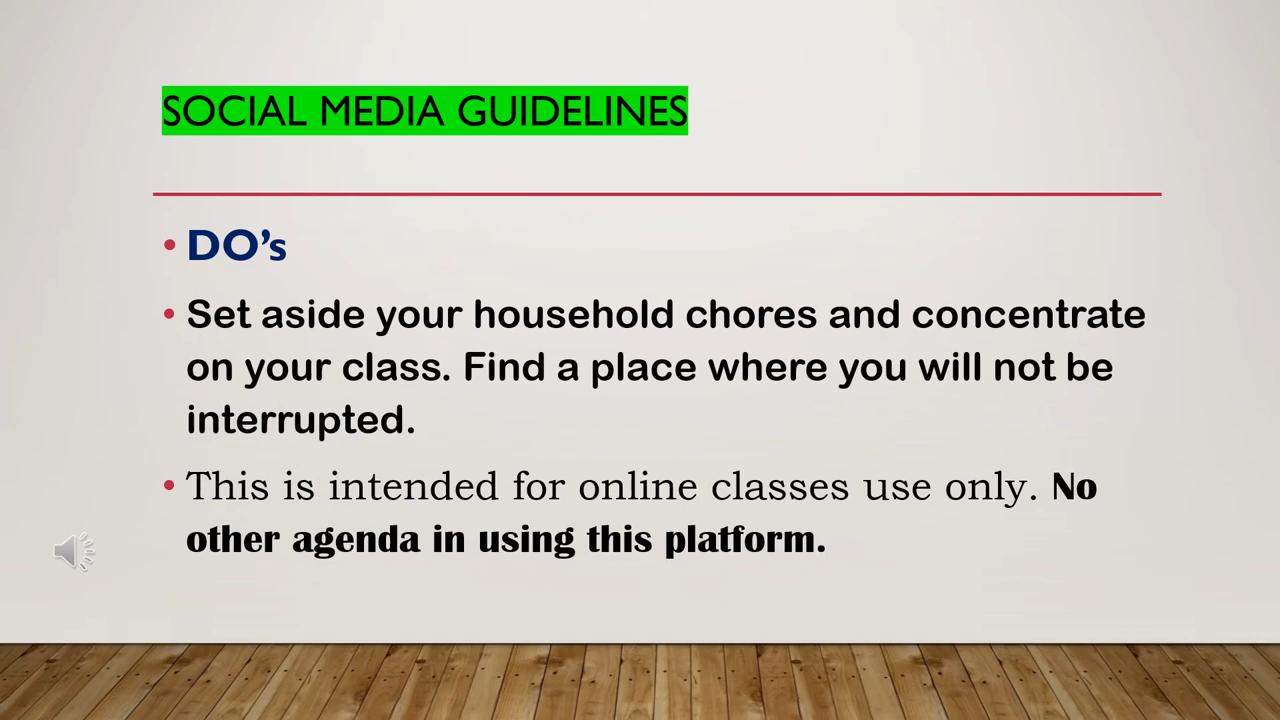 SOCIAL MEDIA GUIDELINES
• DO’s
• Set aside your household chores and concentrate
on your class. Find a place where you will not be
interrupted.
• This is intended for online classes use only. No
other agenda in using this platform.